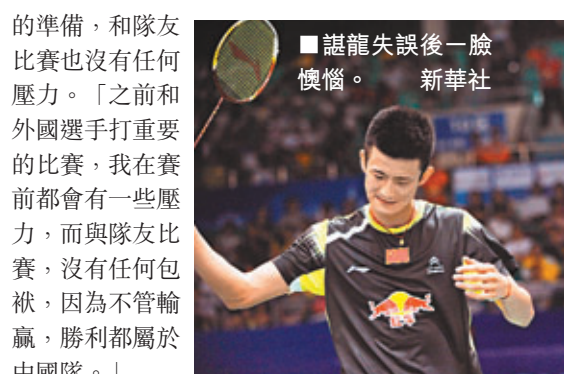 的準備，和隊友
比賽也沒有任何
壓力。「之前和
外國選手打重要
的比賽，我在賽
前都會有一些壓
力，而與隊友比
賽，沒有任何包
袱，因為不管輸
贏，勝利都屬於
中國隊。」
■諶龍失誤後一臉
懊惱。 新華社